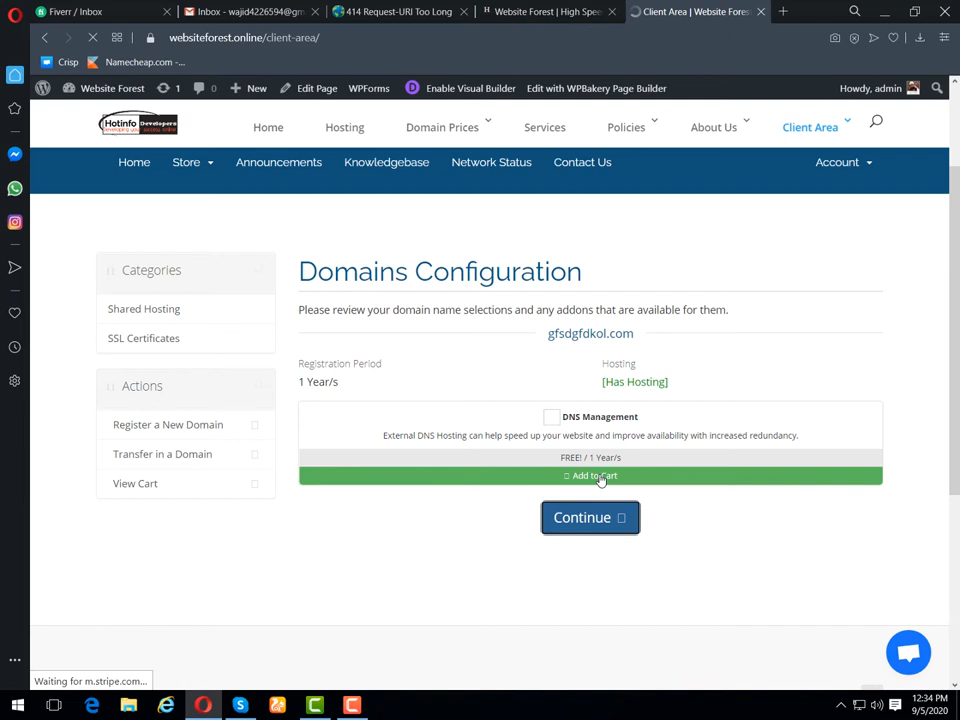 Fiverr / Inbox
Inbox - wajid4226594@gm
414 Request-URI Too Long
Website Forest | High Spee
Client Area | Website Fores
websiteforest.online/client-area/
Crisp
Namecheap.com -...
Website Forest
1
0
New
Edit Page
WPForms
Enable Visual Builder
Edit with WPBakery Page Builder
Howdy, admin
Hotinfo Developers
Home
Hosting
Domain Prices
Services
Policies
About Us
Client Area
Home
Store
Announcements
Knowledgebase
Network Status
Contact Us
Account
Categories
Shared Hosting
SSL Certificates
Actions
Register a New Domain
Transfer in a Domain
View Cart
Domains Configuration
Please review your domain name selections and any addons that are available for them.
gfsdgfdkol.com
Registration Period
1 Year/s
Hosting
[Has Hosting]
DNS Management
External DNS Hosting can help speed up your website and improve availability with increased redundancy.
FREE! / 1 Year/s
Add to Cart
Continue
Waiting for m.stripe.com...
12:34 PM
9/5/2020